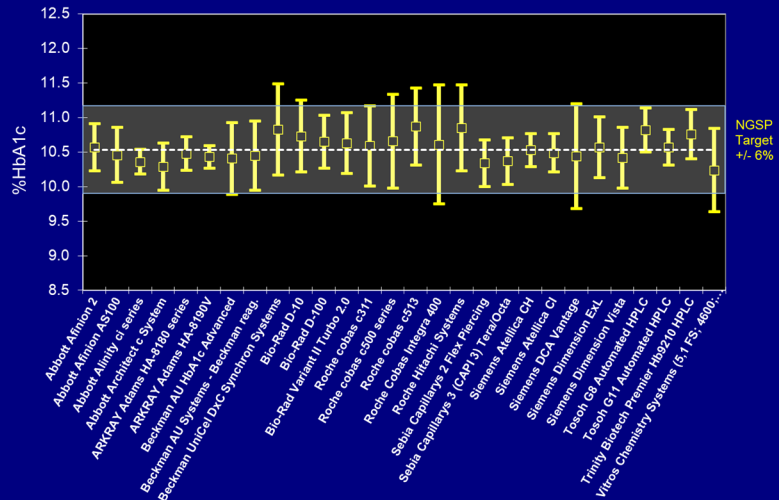 %HbA1c
12.5
12.0
11.5
11.0
10.5
10.0
9.5
9.0
8.5
NGSP
Target
+/- 6%
Abbott Afinion 2
Abbott Afinion AS100
Abbott Alinity ci series
Abbott Architect c System
ARKRAY Adams HA-8180 series
ARKRAY Adams HA-8190V
Beckman AU HbA1c Advanced
Beckman AU Systems - Beckman reag.
Beckman UniCel DxC Synchron Systems
Bio-Rad D-10
Bio-Rad D-100
Bio-Rad Variant II Turbo 2.0
Roche cobas c311
Roche cobas c500 series
Roche cobas c513
Roche Cobas Integra 400
Roche Hitachi Systems
Sebia Capillarys 2 Flex Piercing
Sebia Capillarys 3 (CAPI 3) Tera/Octa
Siemens Atellica CH
Siemens Atellica CI
Siemens DCA Vantage
Siemens Dimension ExL
Siemens Dimension Vista
Tosoh G8 Automated HPLC
Tosoh G11 Automated HPLC
Trinity Biotech Premier Hb9210 HPLC
Vitros Chemistry Systems (5,1 FS; 4600;...